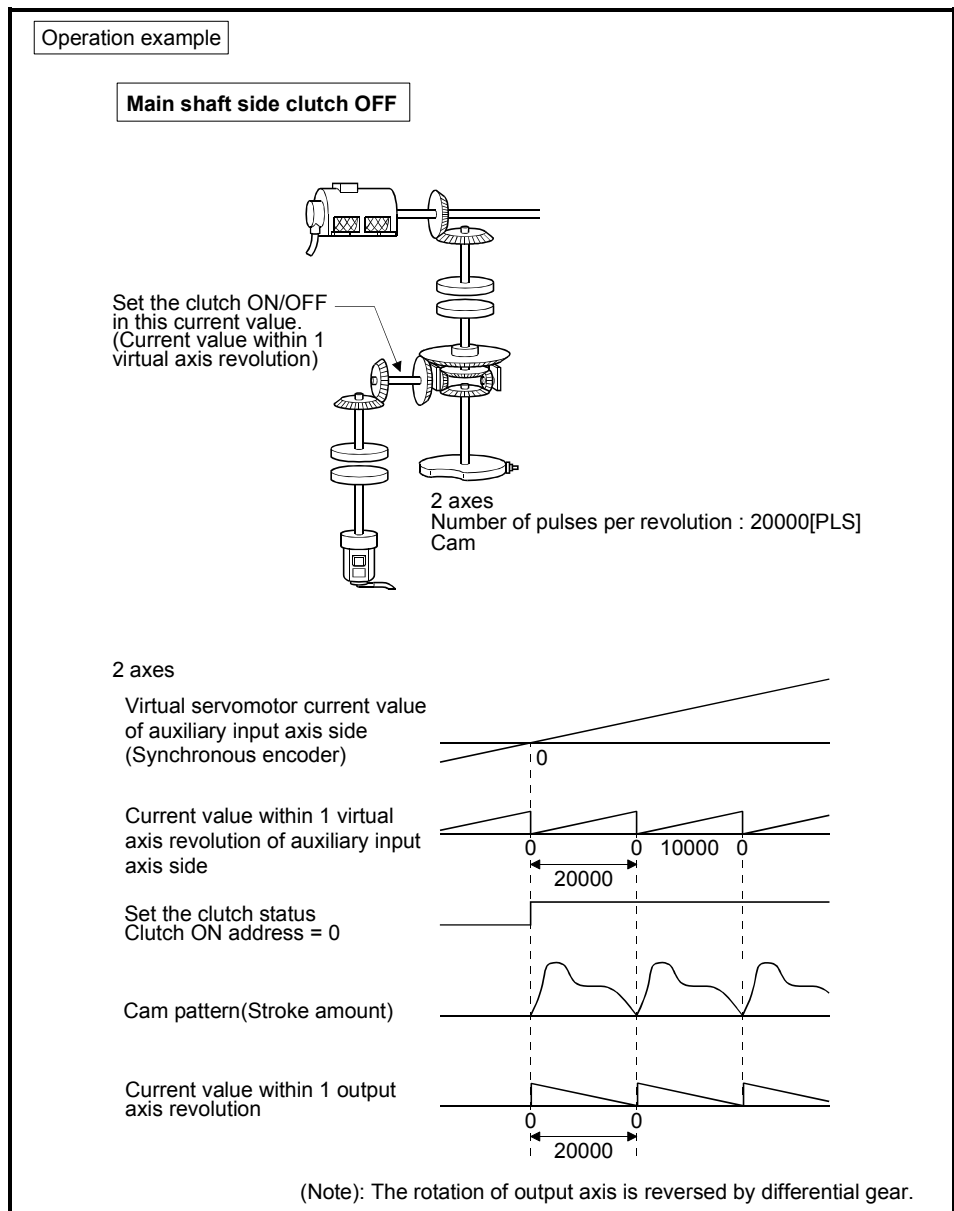 Operation example
Main shaft side clutch OFF
Set the clutch ON/OFF
in this current value.
(Current value within 1
virtual axis revolution)
2 axes
Number of pulses per revolution : 20000[PLS]
Cam
2 axes
Virtual servomotor current value
of auxiliary input axis side
(Synchronous encoder)
0
Current value within 1 virtual
axis revolution of auxiliary input
axis side
0 0 10000 0
20000
Set the clutch status
Clutch ON address = 0
Cam pattern(Stroke amount)
Current value within 1 output
axis revolution
0 0
20000
(Note): The rotation of output axis is reversed by differential gear.